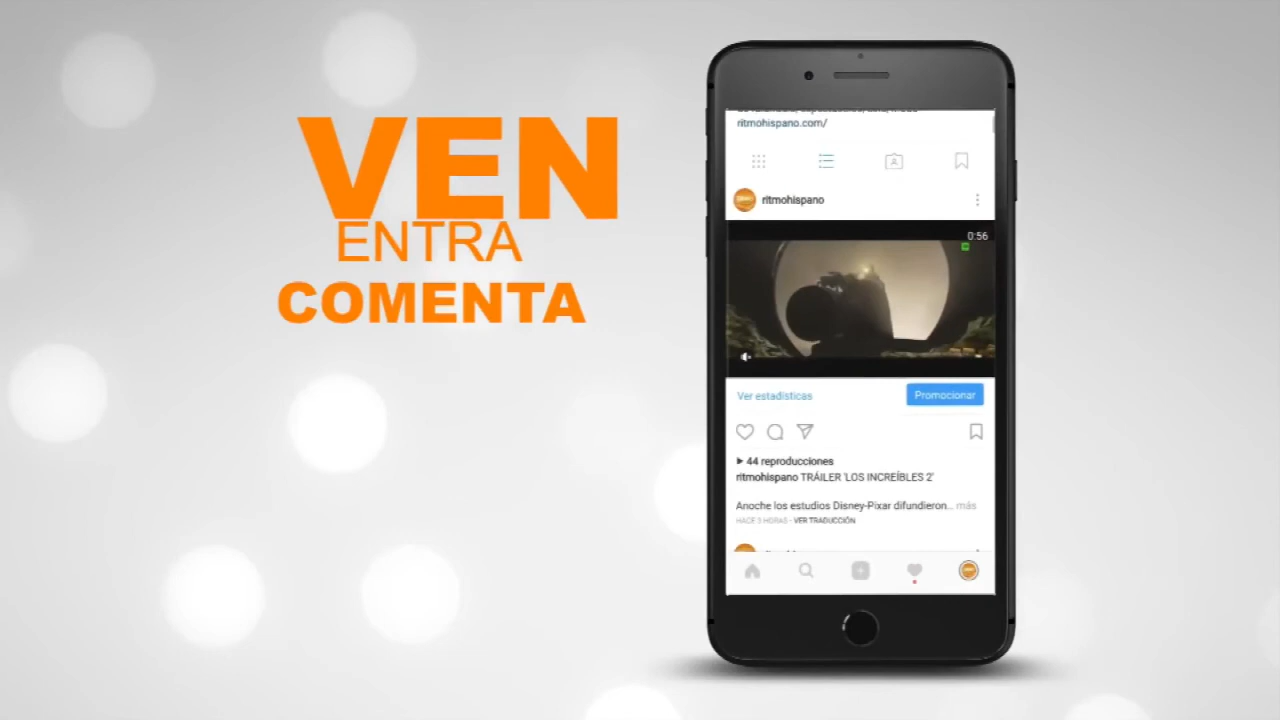 VEN
ENTRA
COMENTA
ritmohispano.com/
ritmohispano
0:56
Ver estadísticas
Promocionar
44 reproducciones
ritmohispano TRÁILER 'LOS INCREÍBLES 2'
Anoche los estudios Disney-Pixar difundieron... más
HACE 3 HORAS • VER TRADUCCIÓN